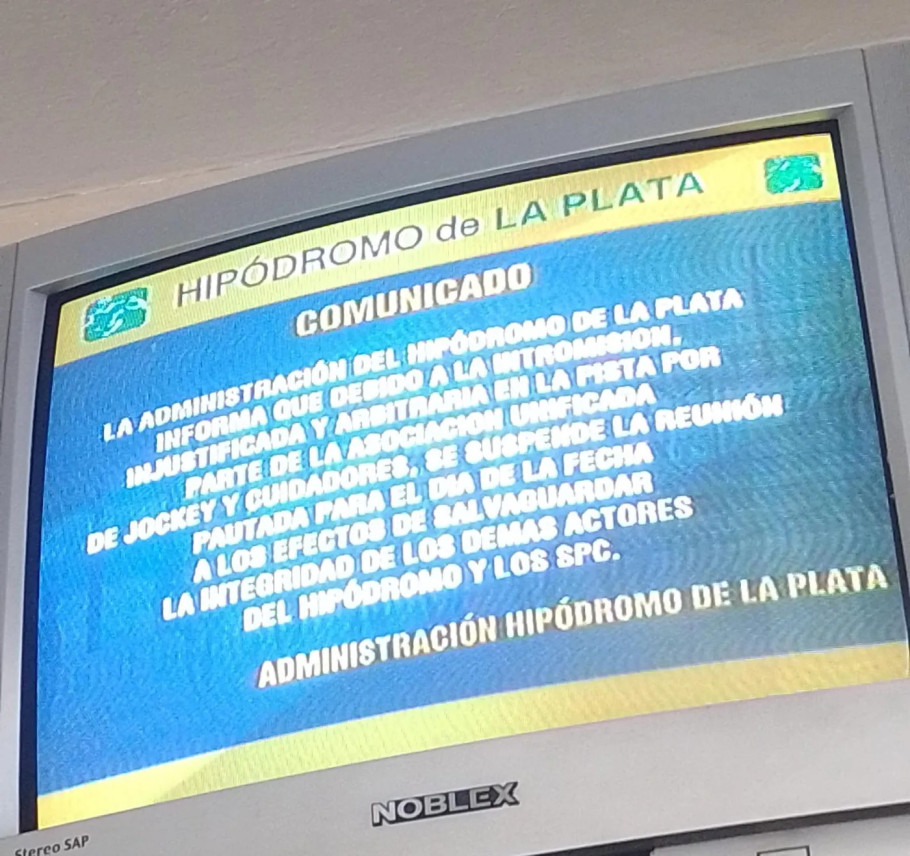 HIPÓDROMO de LA PLATA
COMUNICADO
LA ADMINISTRACIÓN DEL HIPÓDROMO DE LA PLATA
INFORMA QUE DEBIDO A LA INTROMISION,
INJUSTIFICADA Y ARBITRARIA EN LA PISTA POR
PARTE DE LA ASOCIACION UNIFICADA
DE JOCKEY Y CUIDADORES, SE SUSPENDE LA REUNIÓN
PAUTADA PARA EL DIA DE LA FECHA
A LOS EFECTOS DE SALVAGUARDAR
LA INTEGRIDAD DE LOS DEMAS ACTORES
DEL HIPÓDROMO Y LOS SPC.
ADMINISTRACIÓN HIPÓDROMO DE LA PLATA
NOBLEX
Stereo SAP